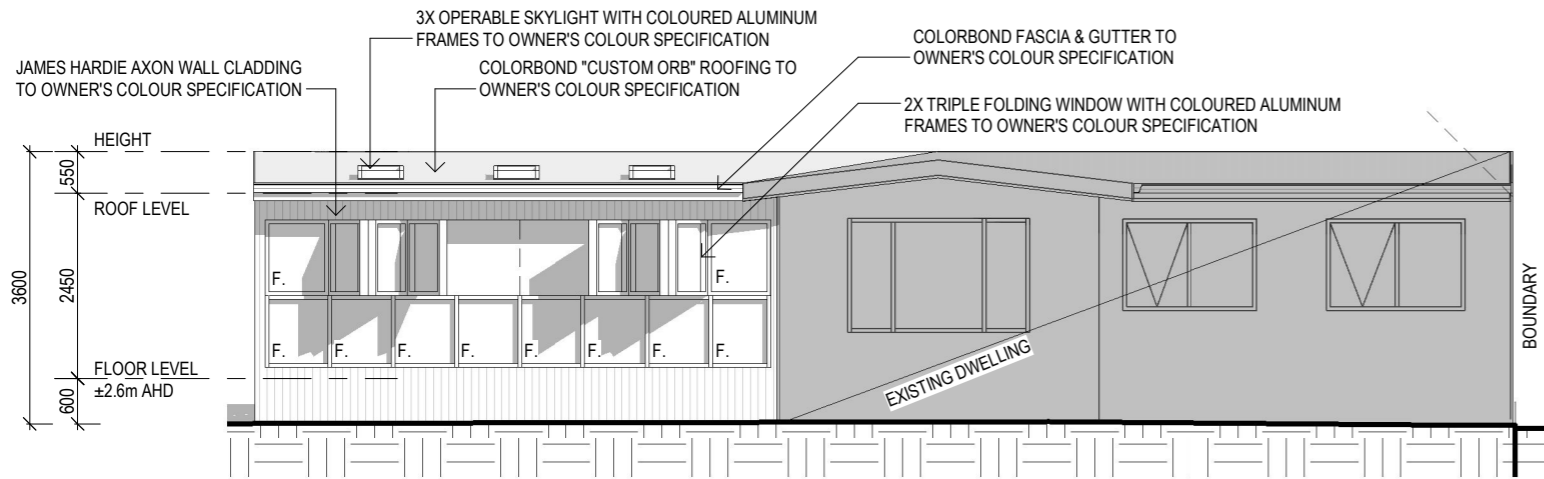 3X OPERABLE SKYLIGHT WITH COLOURED ALUMINUM
FRAMES TO OWNER'S COLOUR SPECIFICATION
COLORBOND FASCIA & GUTTER TO
OWNER'S COLOUR SPECIFICATION
JAMES HARDIE AXON WALL CLADDING
TO OWNER'S COLOUR SPECIFICATION
COLORBOND "CUSTOM ORB" ROOFING TO
OWNER'S COLOUR SPECIFICATION
2X TRIPLE FOLDING WINDOW WITH COLOURED ALUMINUM
FRAMES TO OWNER'S COLOUR SPECIFICATION
HEIGHT
550
ROOF LEVEL
3600
2450
F.
F.
BOUNDARY
F.
F.
F.
F.
F.
F.
F.
F.
EXISTING DWELLING
FLOOR LEVEL
±2.6m AHD
600